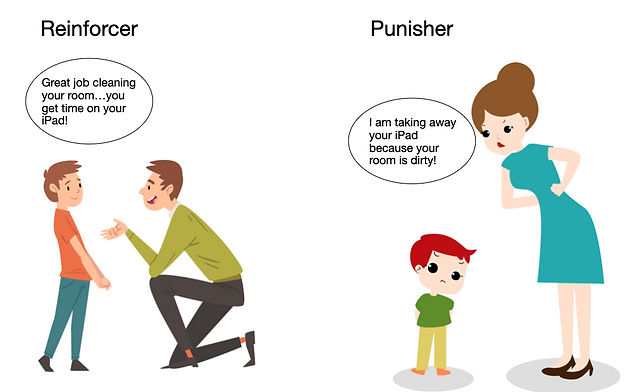 Reinforcer
Great job cleaning
your room...you
get time on your
iPad!
Punisher
I am taking away
your iPad
because your
room is dirty!